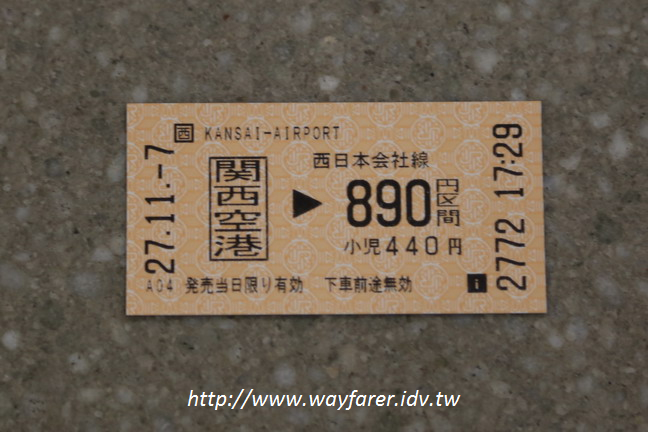 27.11.-7
西 KANSAI-AIRPORT
関西空港
西日本会社線
▶ 890円区間
小児440円
A04 発売当日限り有効 下車前途無効
i
2772 17:29
http://www.wayfarer.idv.tw